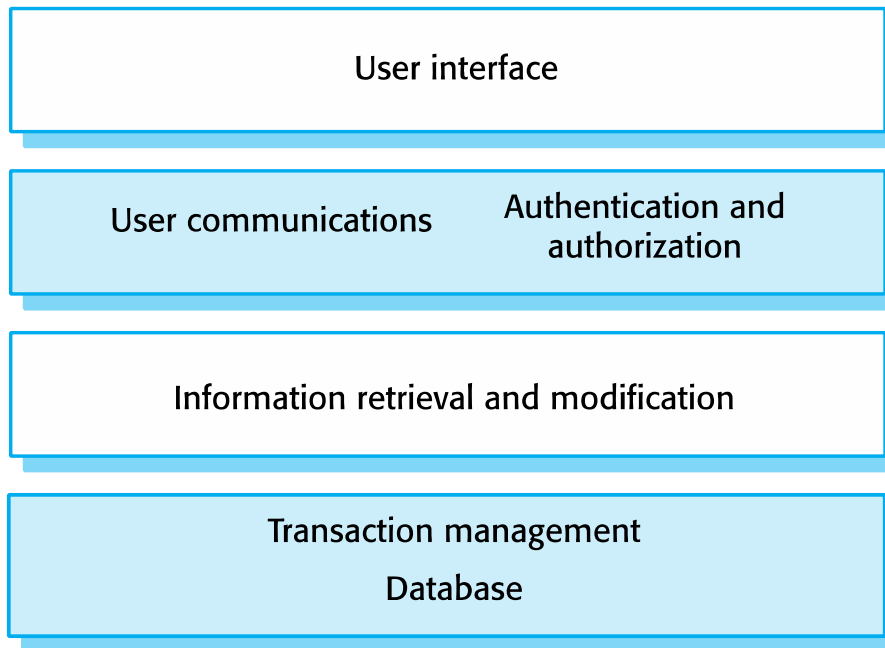 User interface
User communications
Authentication and
authorization
Information retrieval and modification
Transaction management
Database